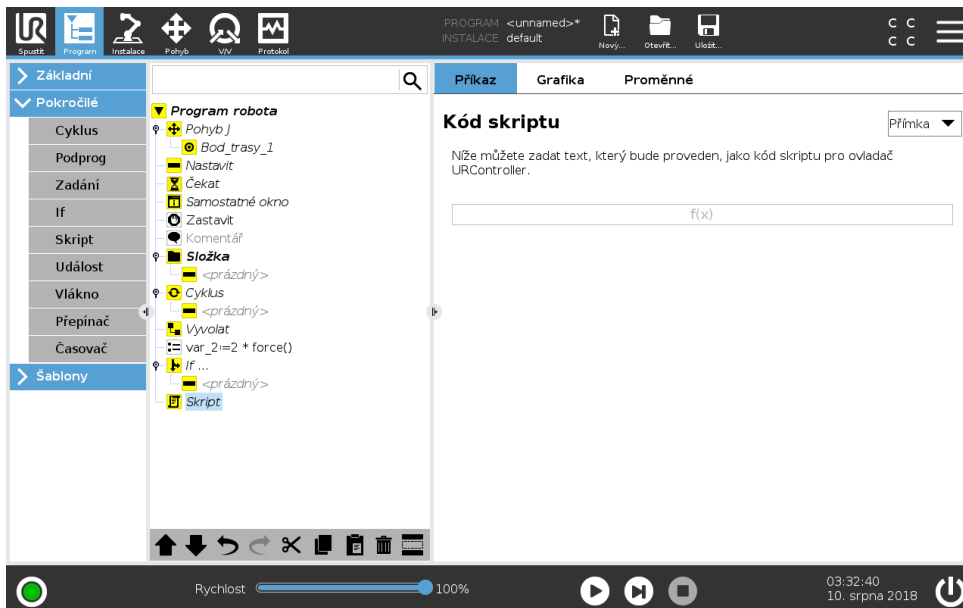 UR
Spustit
Program
Instalace
Pohyb
V/V
Protokol
PROGRAM <unnamed>*
INSTALACE default
Nový...
Otevřít...
Uložit...
C C
C C
Základní
Pokročilé
Cyklus
Podprog
Zadání
If
Skript
Událost
Vlákno
Přepínač
Časovač
Šablony
Program robota
Pohyb J
Bod_trasy_1
Nastavit
Čekat
Samostatné okno
Zastavit
Komentář
Složka
<prázdný>
Cyklus
<prázdný>
Vyvolat
var_2:=2 * force()
If ...
<prázdný>
Skript
Příkaz
Grafika
Proměnné
Kód skriptu
Přímka
Níže můžete zadat text, který bude proveden, jako kód skriptu pro ovladač
URController.
f(x)
Rychlost
100%
03:32:40
10. srpna 2018